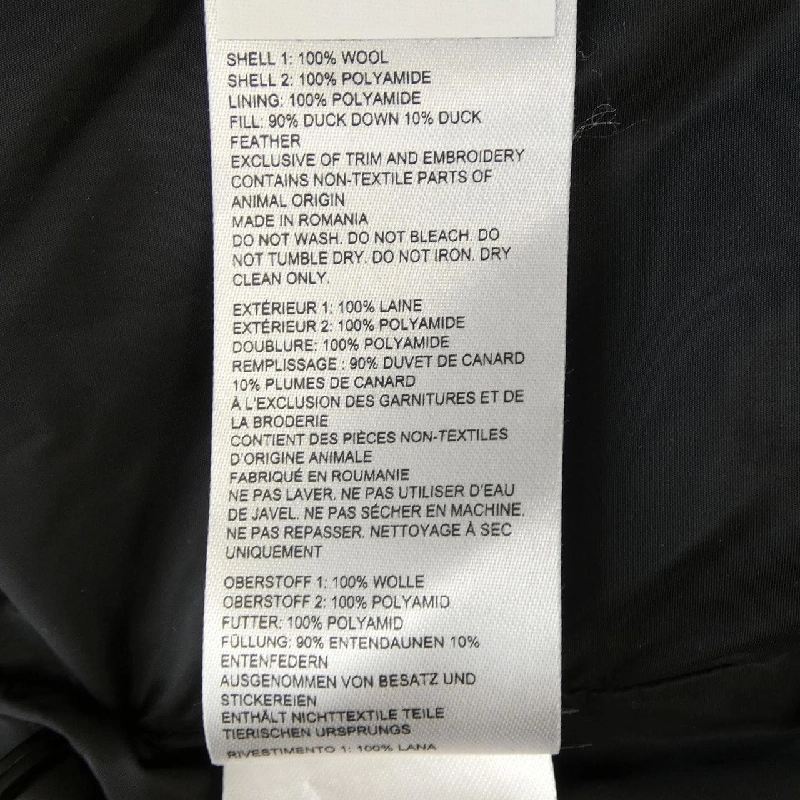 SHELL 1: 100% WOOL
SHELL 2: 100% POLYAMIDE
LINING: 100% POLYAMIDE
FILL: 90% DUCK DOWN 10% DUCK
FEATHER
EXCLUSIVE OF TRIM AND EMBROIDERY
CONTAINS NON-TEXTILE PARTS OF
ANIMAL ORIGIN
MADE IN ROMANIA
DO NOT WASH. DO NOT BLEACH. DO
NOT TUMBLE DRY. DO NOT IRON. DRY
CLEAN ONLY.
EXTÉRIEUR 1: 100% LAINE
EXTÉRIEUR 2: 100% POLYAMIDE
DOUBLURE: 100% POLYAMIDE
REMPLISSAGE : 90% DUVET DE CANARD
10% PLUMES DE CANARD
À L'EXCLUSION DES GARNITURES ET DE
LA BRODERIE
CONTIENT DES PIÈCES NON-TEXTILES
D'ORIGINE ANIMALE
FABRIQUÉ EN ROUMANIE
NE PAS LAVER. NE PAS UTILISER D'EAU
DE JAVEL. NE PAS SÉCHER EN MACHINE.
NE PAS REPASSER. NETTOYAGE À SEC
UNIQUEMENT
OBERSTOFF 1: 100% WOLLE
OBERSTOFF 2: 100% POLYAMID
FUTTER: 100% POLYAMID
FÜLLUNG: 90% ENTENDAUNEN 10%
ENTENFEDERN
AUSGENOMMEN VON BESATZ UND
STICKEREIEN
ENTHÄLT NICHTTEXTILE TEILE
TIERISCHEN URSPRUNGS
RIVESTIMENTO 1: 100% LANA